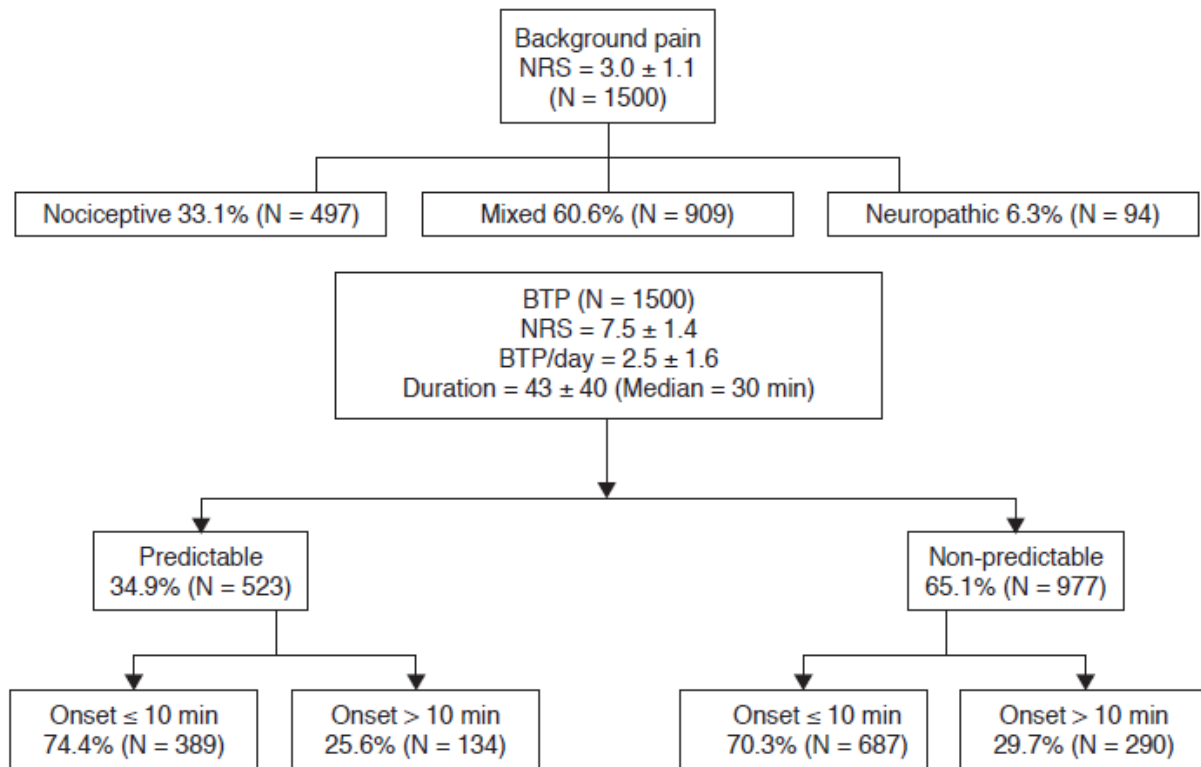 Background pain
NRS = 3.0 ± 1.1
(N = 1500)
Nociceptive 33.1% (N = 497)
Mixed 60.6% (N = 909)
Neuropathic 6.3% (N = 94)
BTP (N = 1500)
NRS = 7.5 ± 1.4
BTP/day = 2.5 ± 1.6
Duration = 43 ± 40 (Median = 30 min)
Predictable
34.9% (N = 523)
Non-predictable
65.1% (N = 977)
Onset ≤ 10 min
74.4% (N = 389)
Onset > 10 min
25.6% (N = 134)
Onset ≤ 10 min
70.3% (N = 687)
Onset > 10 min
29.7% (N = 290)